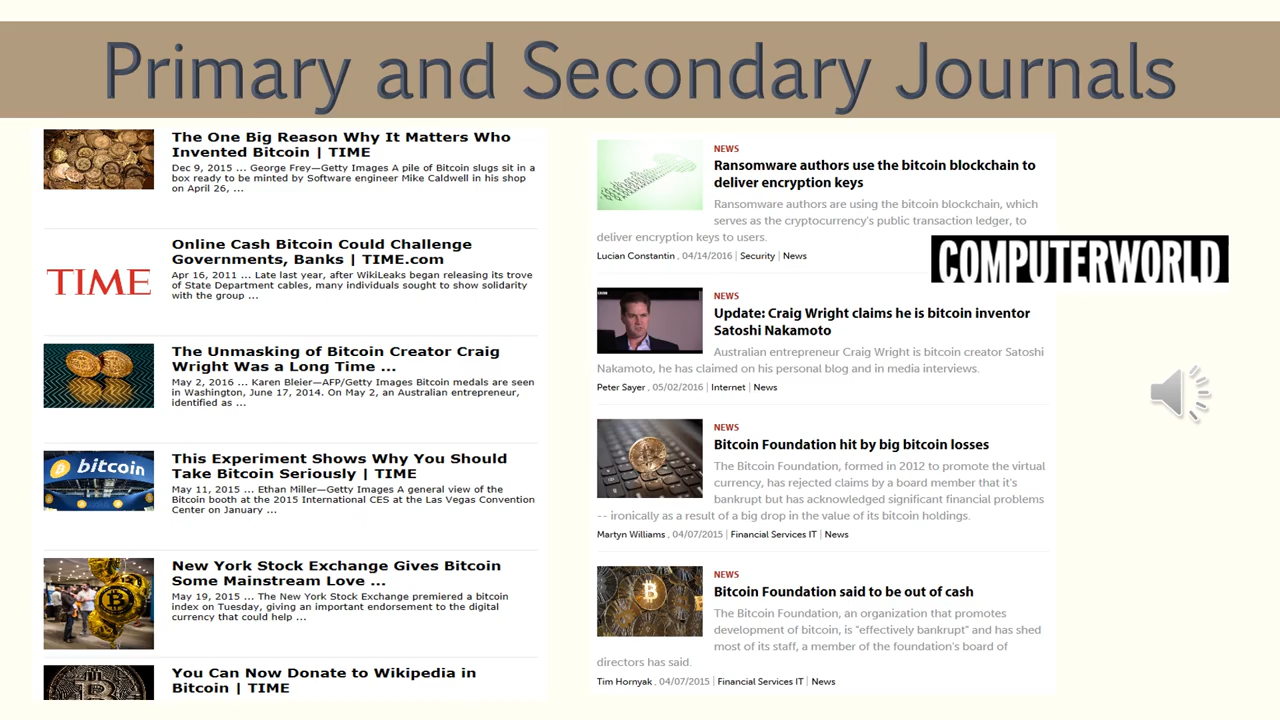 Primary and Secondary Journals
The One Big Reason Why It Matters Who
Invented Bitcoin | TIME
Dec 9, 2015 ... George Frey—Getty Images A pile of Bitcoin slugs sit in a
box ready to be minted by Software engineer Mike Caldwell in his shop
on April 26, ...
TIME
Online Cash Bitcoin Could Challenge
Governments, Banks | TIME.com
Apr 16, 2011 ... Late last year, after WikiLeaks began releasing its trove
of State Department cables, many individuals sought to show solidarity
with the group ...
The Unmasking of Bitcoin Creator Craig
Wright Was a Long Time ...
May 2, 2016 ... Karen Bleier—AFP/Getty Images Bitcoin medals are seen
in Washington, June 17, 2014. On May 2, an Australian entrepreneur,
identified as ...
bitcoin
This Experiment Shows Why You Should
Take Bitcoin Seriously | TIME
May 11, 2015 ... Ethan Miller—Getty Images A general view of the
Bitcoin booth at the 2015 International CES at the Las Vegas Convention
Center on January ...
New York Stock Exchange Gives Bitcoin
Some Mainstream Love ...
May 19, 2015 ... The New York Stock Exchange premiered a bitcoin
index on Tuesday, giving an important endorsement to the digital
currency that could help ...
You Can Now Donate to Wikipedia in
Bitcoin | TIME
NEWS
Ransomware authors use the bitcoin blockchain to
deliver encryption keys
Ransomware authors are using the bitcoin blockchain, which
serves as the cryptocurrency's public transaction ledger, to
deliver encryption keys to users.
Lucian Constantin , 04/14/2016 | Security | News
COMPUTERWORLD
NEWS
Update: Craig Wright claims he is bitcoin inventor
Satoshi Nakamoto
Australian entrepreneur Craig Wright is bitcoin creator Satoshi
Nakamoto, he has claimed on his personal blog and in media interviews.
Peter Sayer , 05/02/2016 | Internet | News
NEWS
Bitcoin Foundation hit by big bitcoin losses
The Bitcoin Foundation, formed in 2012 to promote the virtual
currency, has rejected claims by a board member that it's
bankrupt but has acknowledged significant financial problems
-- ironically as a result of a big drop in the value of its bitcoin holdings.
Martyn Williams , 04/07/2015 | Financial Services IT | News
NEWS
Bitcoin Foundation said to be out of cash
The Bitcoin Foundation, an organization that promotes
development of bitcoin, is "effectively bankrupt" and has shed
most of its staff, a member of the foundation's board of
directors has said.
Tim Hornyak , 04/07/2015 | Financial Services IT | News